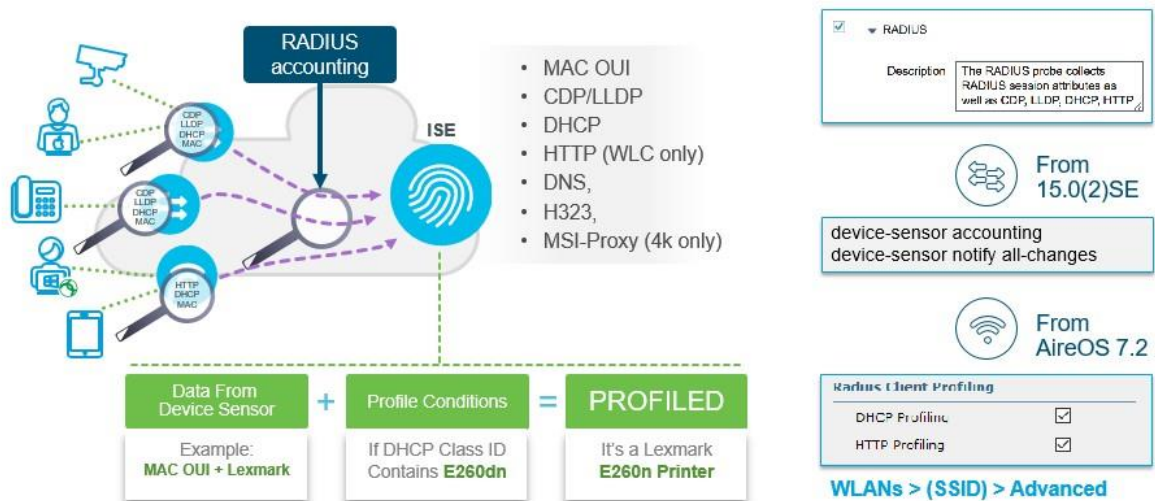 RADIUS
accounting
CDP
LLDP
DHCP
MAC
CDP
LLDP
DHCP
MAC
HTTP
DHCP
MAC
ISE
• MAC OUI
• CDP/LLDP
• DHCP
• HTTP (WLC only)
• DNS,
• H323,
• MSI-Proxy (4k only)
Data From
Device Sensor
+
Profile Conditions
=
PROFILED
Example:
MAC OUI + Lexmark
If DHCP Class ID
Contains E260dn
It's a Lexmark
E260n Printer
RADIUS
Description
The RADIUS probe collects
RADIUS session attributes as
well as CDP, LLDP, DHCP, HTTP
From
15.0(2)SE
device-sensor accounting
device-sensor notify all-changes
From
AireOS 7.2
Radius Client Profiling
DHCP Profiling
HTTP Profiling
WLANs > (SSID) > Advanced